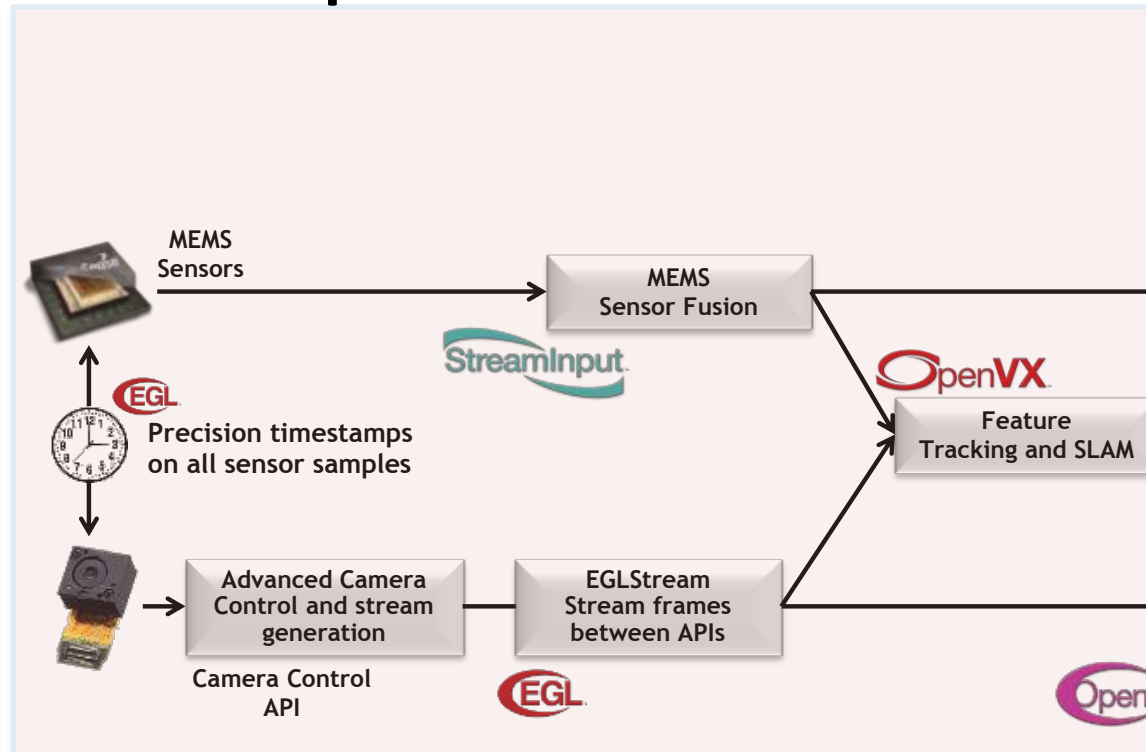 MEMS
Sensors
MEMS
Sensor Fusion
StreamInput
EGL
Precision timestamps
on all sensor samples
OpenVX
Feature
Tracking and SLAM
Advanced Camera
Control and stream
generation
EGLStream
Stream frames
between APIs
Camera Control
API
EGL
Open